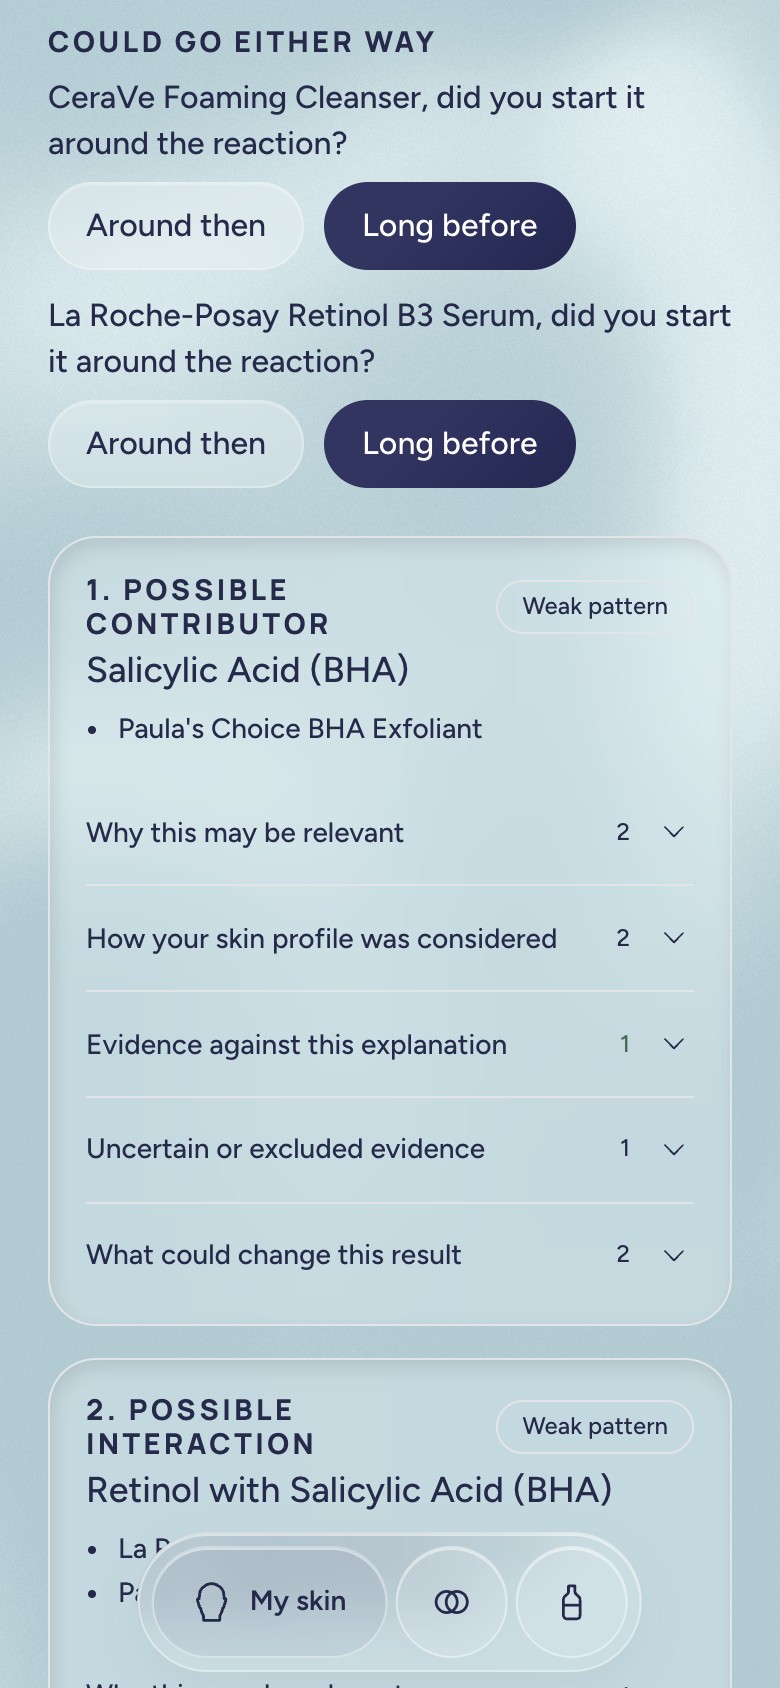 COULD GO EITHER WAY
CeraVe Foaming Cleanser, did you start it
around the reaction?
Around then
Long before
La Roche-Posay Retinol B3 Serum, did you start
it around the reaction?
Around then
Long before
1. POSSIBLE
CONTRIBUTOR
Weak pattern
Salicylic Acid (BHA)
• Paula's Choice BHA Exfoliant
Why this may be relevant 2
How your skin profile was considered 2
Evidence against this explanation 1
Uncertain or excluded evidence 1
What could change this result 2
2. POSSIBLE
INTERACTION
Weak pattern
Retinol with Salicylic Acid (BHA)
• La
My skin